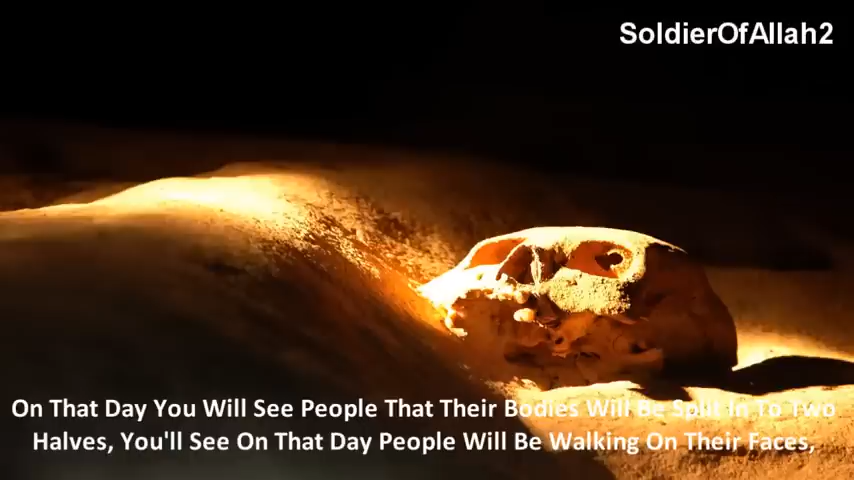 SoldierOfAllah2
On That Day You Will See People That Their Bodies Will Be Split In To Two
Halves, You'll See On That Day People Will Be Walking On Their Faces,